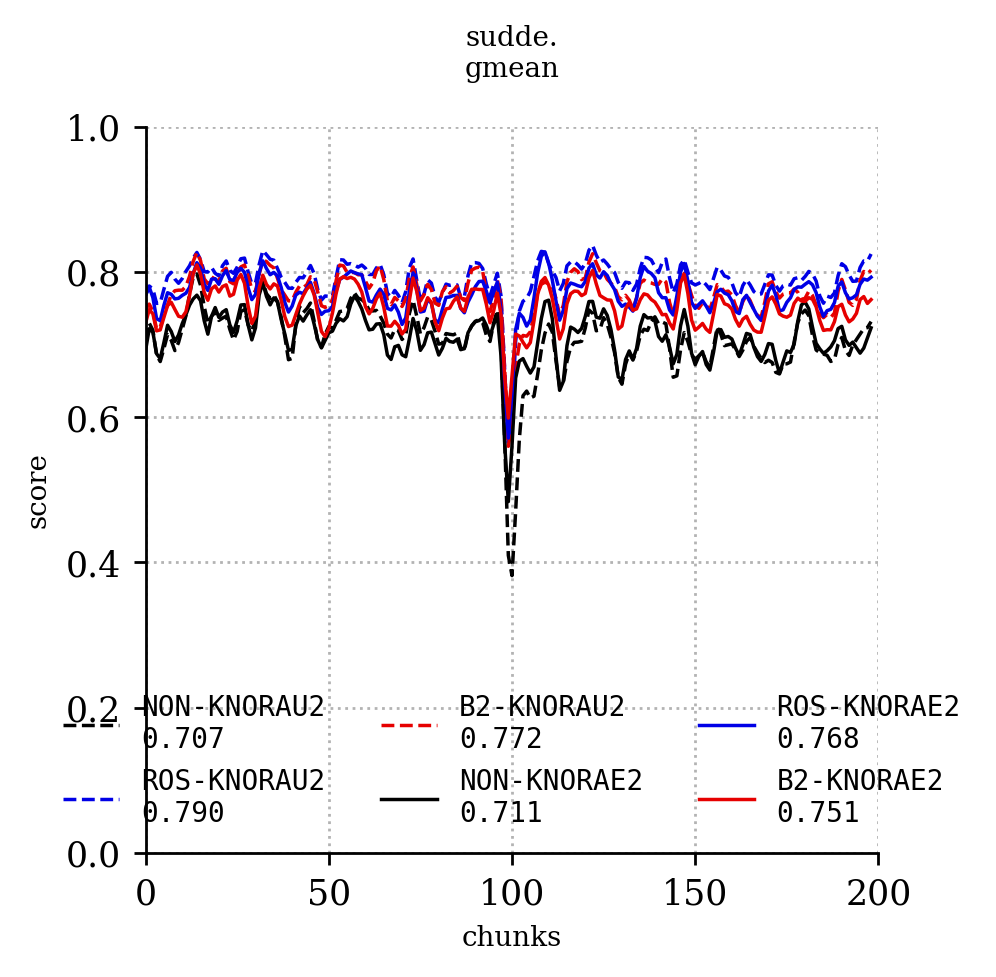 sudde.
gmean
1.0
0.8
0.6
0.4
0.2
0.0
score
NON-KNORAU2
0.707
B2-KNORAU2
0.772
ROS-KNORAE2
0.768
ROS-KNORAU2
0.790
NON-KNORAE2
0.711
B2-KNORAE2
0.751
0 50 100 150 200
chunks